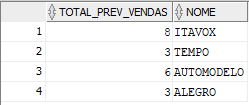 TOTAL_PREV_VENDAS NOME
1 8 ITAVOX
2 3 TEMPO
3 6 AUTOMODELO
4 3 ALEGRO